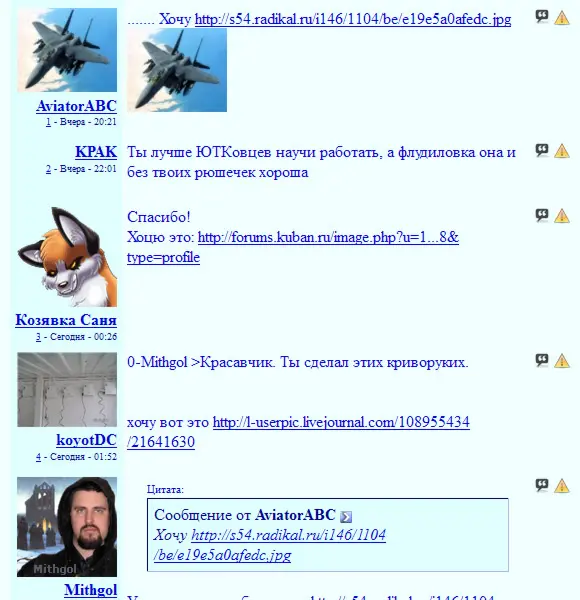 ....... Хочу http://s54.radikal.ru/i146/1104/be/e19e5a0afedc.jpg
AviatorABC
1 - Вчера - 20:21
KPAK
2 - Вчера - 22:01
Ты лучше ЮТКовцев научи работать, а флудиловка она и
без твоих рюшечек хороша
Спасибо!
Хоцю это: http://forums.kuban.ru/image.php?u=1...8&
type=profile
Козявка Саня
3 - Сегодня - 00:26
0-Mithgol >Красавчик. Ты сделал этих криворуких.
хочу вот это http://l-userpic.livejournal.com/108955434
/21641630
koyotDC
4 - Сегодня - 01:52
Цитата:
Сообщение от AviatorABC
Хочу http://s54.radikal.ru/i146/1104
/be/e19e5a0afedc.jpg
Mithgol
Mithgol